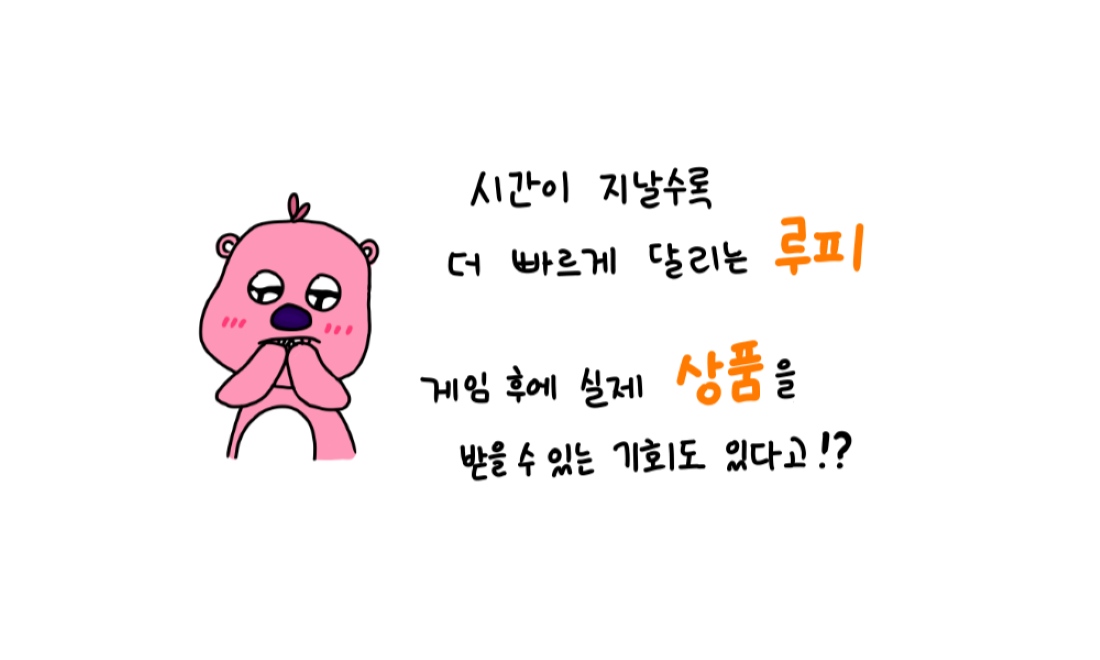 시간이 지날수록
더 빠르게 달리는 루피
게임 후에 실제 상품을
받을 수 있는 기회도 있다고!?